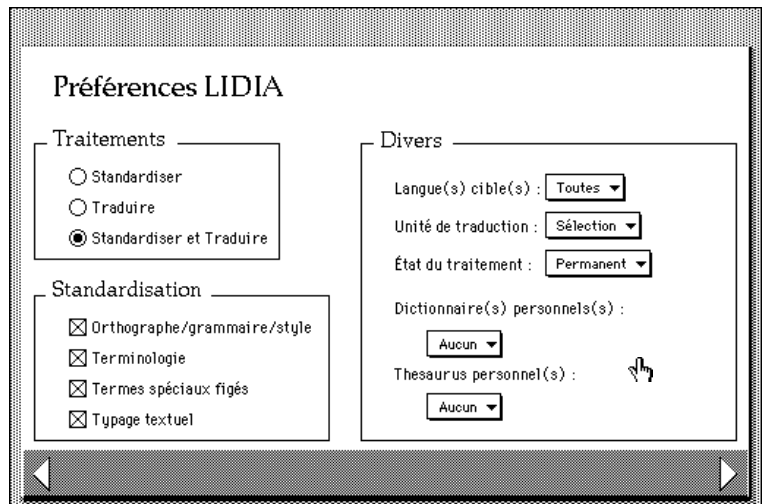 Préférences LIDIA
Traitements
Standardiser
Traduire
Standardiser et Traduire
Standardisation
Orthographe/grammaire/style
Terminologie
Termes spéciaux figés
Typage textuel
Divers
Langue(s) cible(s) : Toutes
Unité de traduction : Sélection
État du traitement : Permanent
Dictionnaire(s) personnels(s) :
Aucun
Thesaurus personnel(s) :
Aucun